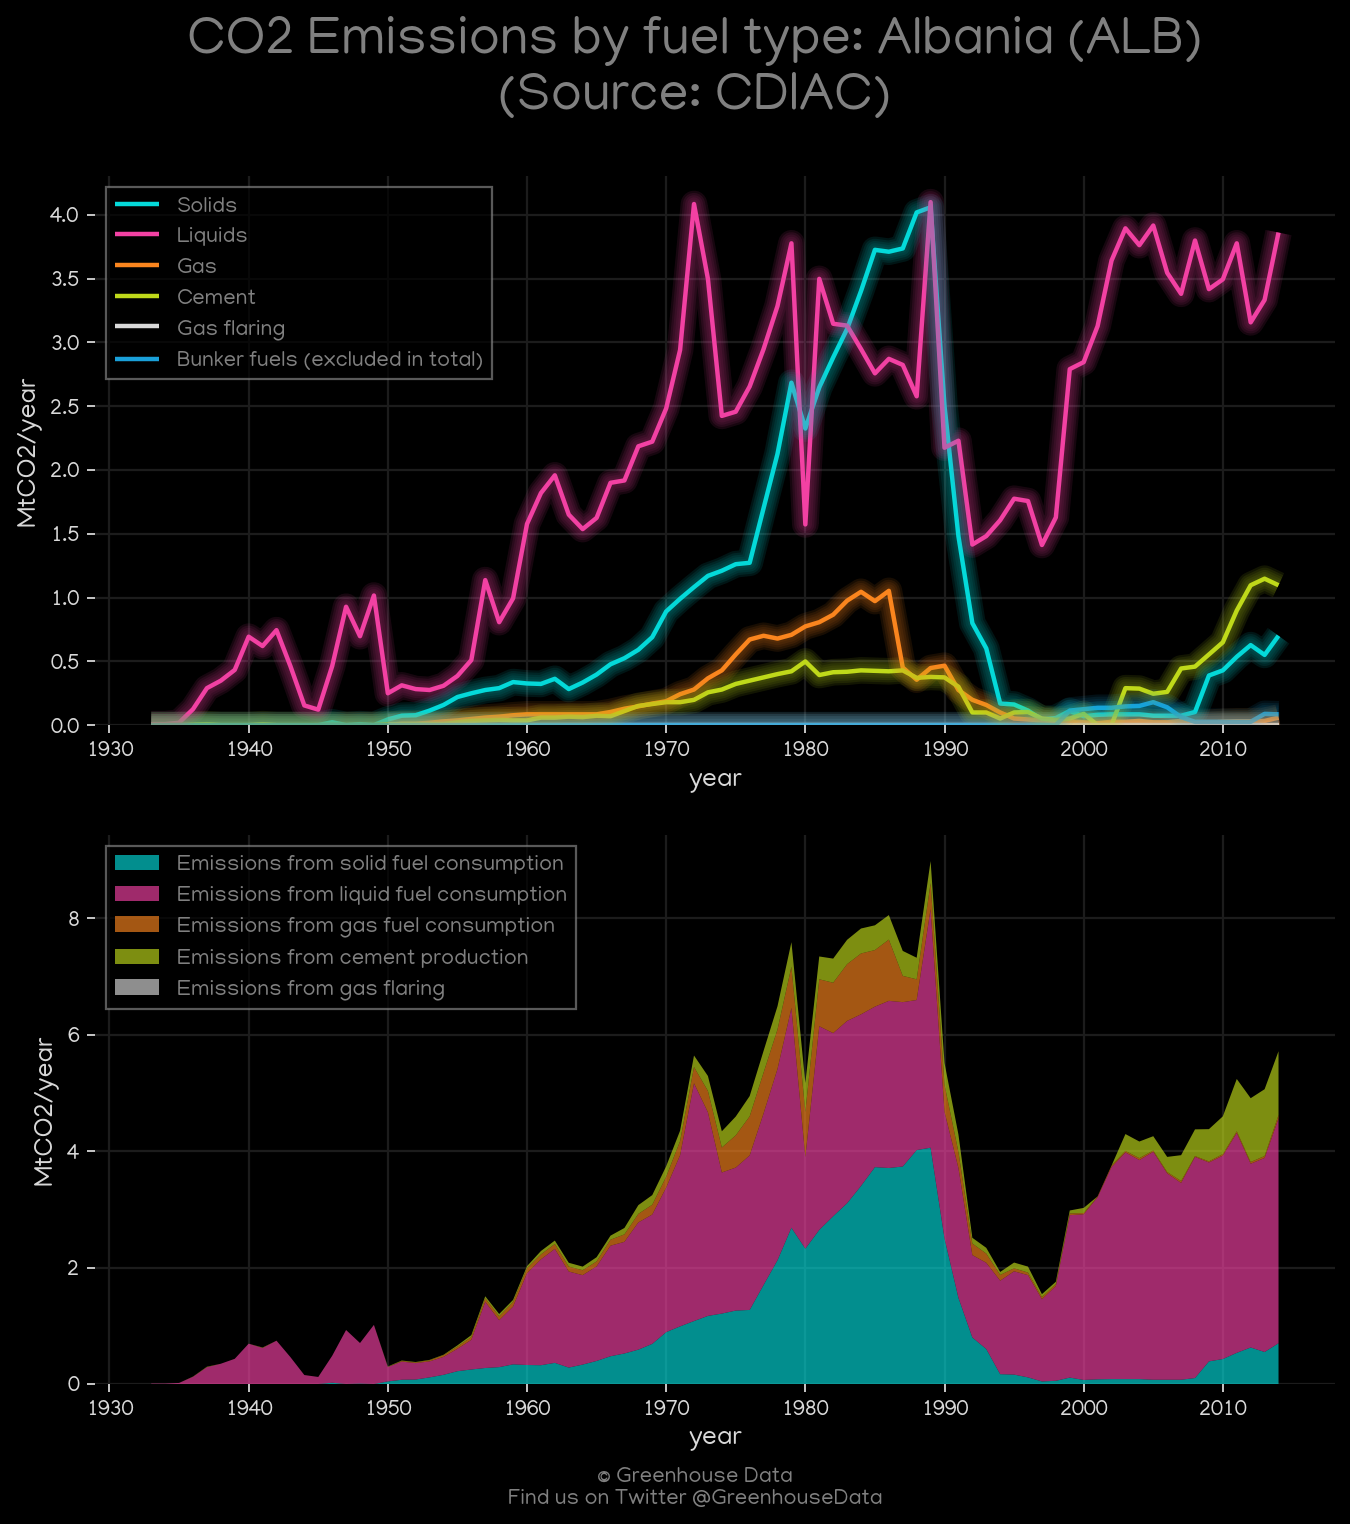 CO2 Emissions by fuel type: Albania (ALB)
(Source: CDIAC)
Solids
Liquids
Gas
Cement
Gas flaring
Bunker fuels (excluded in total)
MtCO2/year
4.0
3.5
3.0
2.5
2.0
1.5
1.0
0.5
0.0
1930 1940 1950 1960 1970 1980 1990 2000 2010
year
Emissions from solid fuel consumption
Emissions from liquid fuel consumption
Emissions from gas fuel consumption
Emissions from cement production
Emissions from gas flaring
MtCO2/year
8
6
4
2
0
1930 1940 1950 1960 1970 1980 1990 2000 2010
year
© Greenhouse Data
Find us on Twitter @GreenhouseData